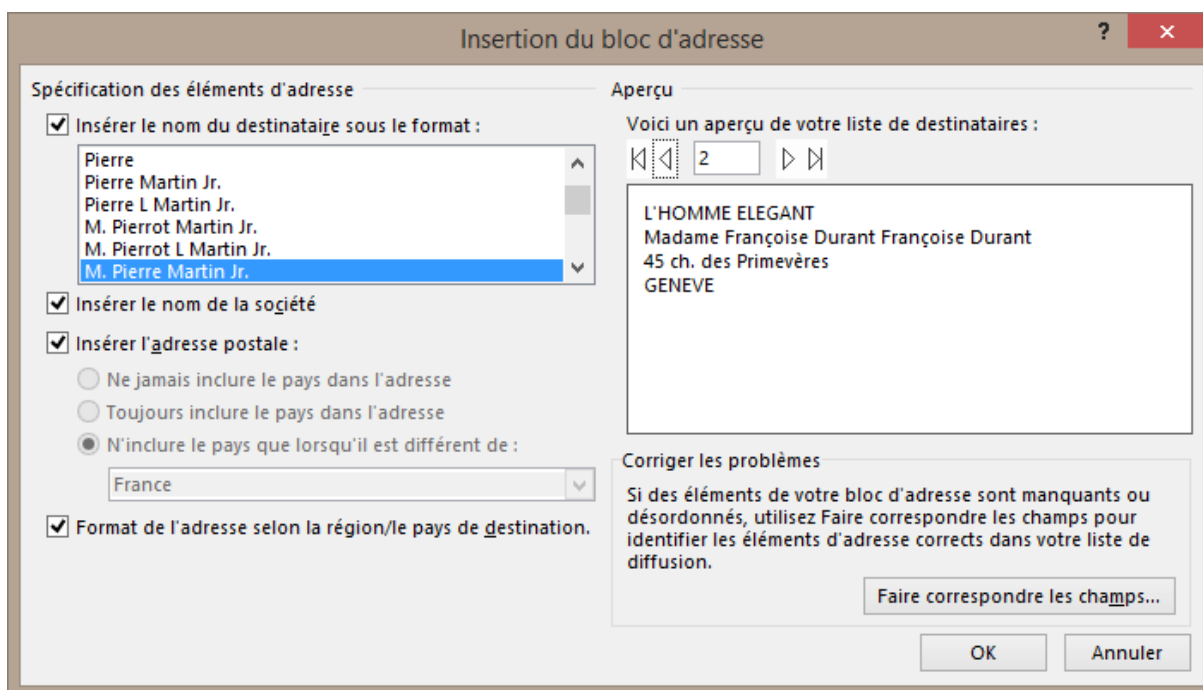 Insertion du bloc d'adresse
?
×
Spécification des éléments d'adresse
Insérer le nom du destinataire sous le format :
Pierre
Pierre Martin Jr.
Pierre L Martin Jr.
M. Pierrot Martin Jr.
M. Pierrot L Martin Jr.
M. Pierre Martin Jr.
Insérer le nom de la société
Insérer l'adresse postale :
Ne jamais inclure le pays dans l'adresse
Toujours inclure le pays dans l'adresse
N'inclure le pays que lorsqu'il est différent de :
France
Format de l'adresse selon la région/le pays de destination.
Aperçu
Voici un aperçu de votre liste de destinataires :
2
L'HOMME ELEGANT
Madame Françoise Durant Françoise Durant
45 ch. des Primevères
GENEVE
Corriger les problèmes
Si des éléments de votre bloc d'adresse sont manquants ou
désordonnés, utilisez Faire correspondre les champs pour
identifier les éléments d'adresse corrects dans votre liste de
diffusion.
Faire correspondre les champs...
OK
Annuler